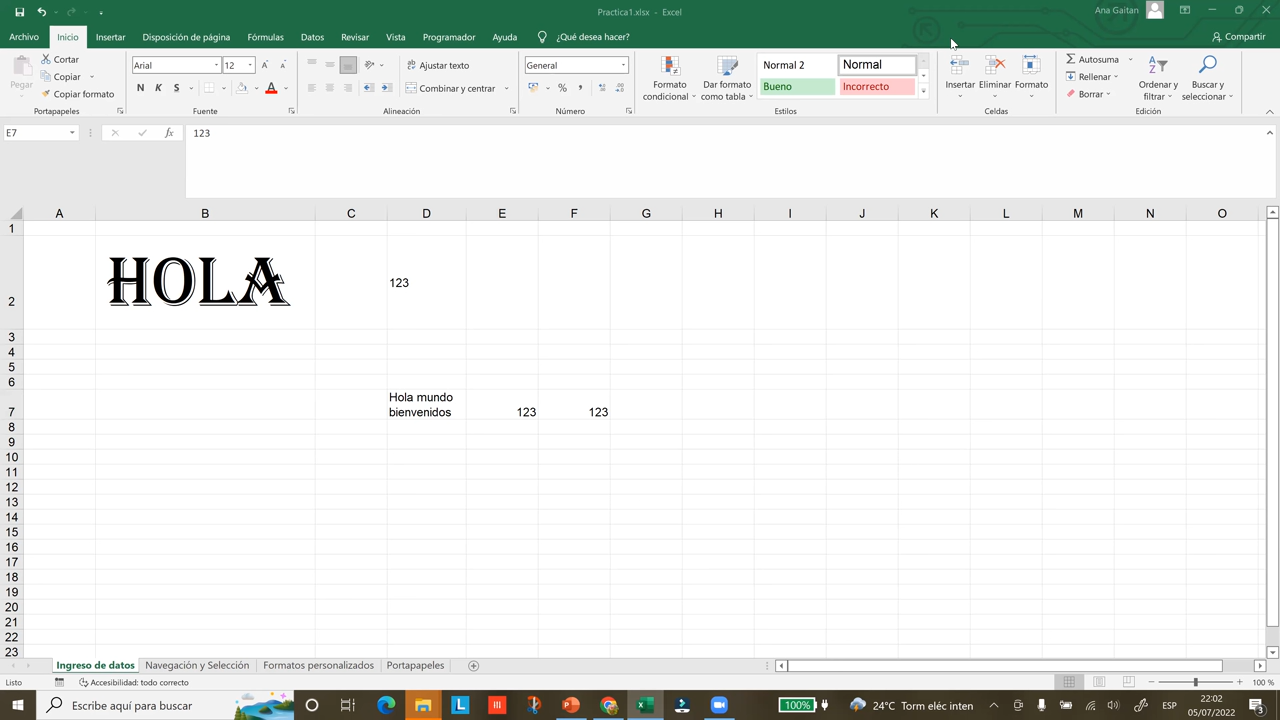 Practica1.xlsx - Excel
Ana Gaitan
Archivo Inicio Insertar Disposición de página Fórmulas Datos Revisar Vista Programador Ayuda ¿Qué desea hacer? Compartir
Pegar
Cortar
Copiar
Copiar formato
Portapapeles
Arial 12
N K S
Fuente
Ajustar texto
Combinar y centrar
Alineación
General
% ,
Número
Formato condicional
Dar formato como tabla
Normal 2 Normal
Bueno Incorrecto
Estilos
Insertar Eliminar Formato
Celdas
Autosuma
Rellenar
Borrar
Ordenar y filtrar
Buscar y seleccionar
Edición
E7 fx 123
A B C D E F G H I J K L M N O
1
2 HOLA 123
3
4
5
6
7 Hola mundo bienvenidos 123 123
8
9
10
11
12
13
14
15
16
17
18
19
20
21
22
23
Ingreso de datos Navegación y Selección Formatos personalizados Portapapeles
Listo Accesibilidad: todo correcto 100 %
Escribe aquí para buscar 100% 24°C Torm eléc inten ESP 22:02
05/07/2022
3